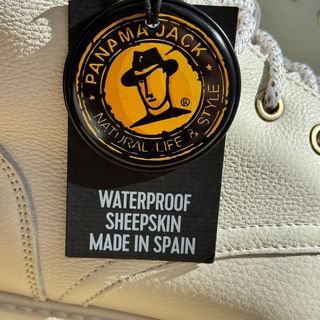 PANAMA JACK
®
NATURAL LIFE & STYLE
WATERPROOF
SHEEPSKIN
MADE IN SPAIN